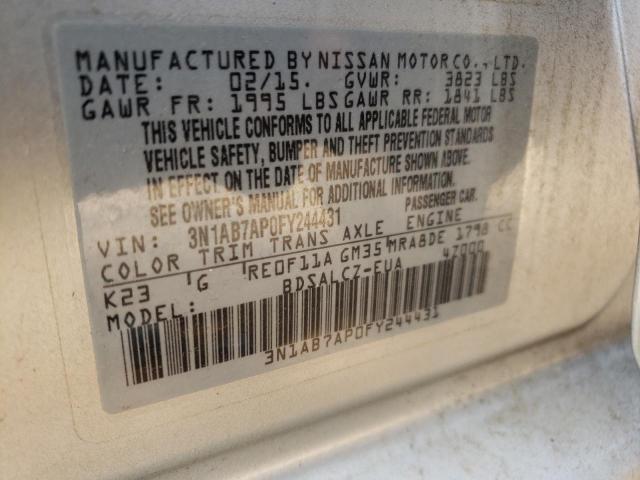 MANUFACTURED BY NISSAN MOTOR CO., LTD.
DATE: 02/15. GVWR: 3823 LBS
GAWR FR: 1995 LBS GAWR RR: 1841 LBS
THIS VEHICLE CONFORMS TO ALL APPLICABLE FEDERAL MOTOR
VEHICLE SAFETY, BUMPER AND THEFT PREVENTION STANDARDS
IN EFFECT ON THE DATE OF MANUFACTURE SHOWN ABOVE.
SEE OWNER'S MANUAL FOR ADDITIONAL INFORMATION.
VIN: 3N1AB7AP0FY244431 PASSENGER CAR.
COLOR TRIM TRANS AXLE ENGINE
K23 G RE0F11A GM35 MRA8DE 1798 CC
MODEL: BDSALCZ-EUA 47000
3N1AB7AP0FY244431